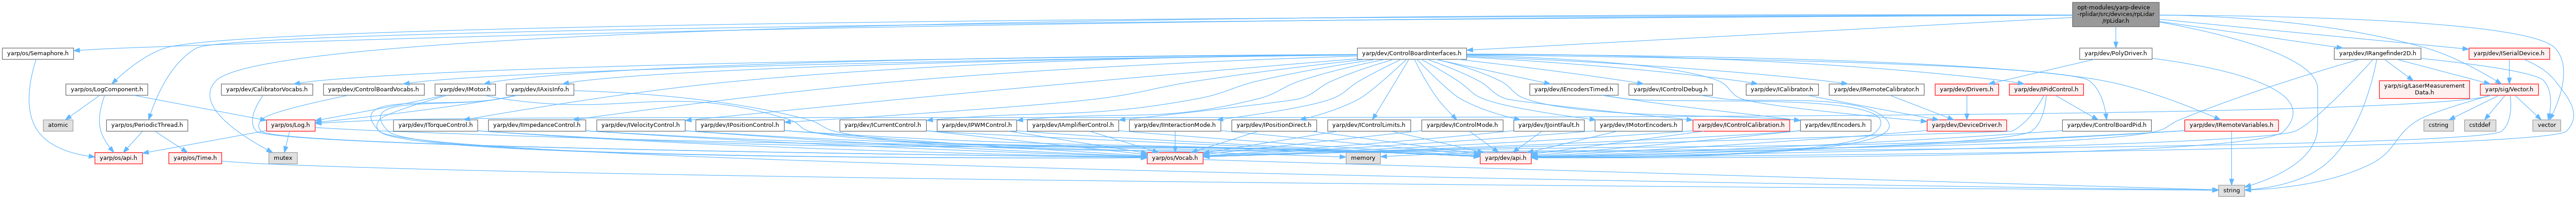 opt-modules/yarp-device
-rplidar/src/devices/rpLidar
/rpLidar.h
yarp/os/Semaphore.h
yarp/dev/ControlBoardInterfaces.h
yarp/dev/PolyDriver.h
yarp/dev/IRangefinder2D.h
yarp/dev/ISerialDevice.h
yarp/os/LogComponent.h
yarp/dev/CalibratorVocabs.h
yarp/dev/ControlBoardVocabs.h
yarp/dev/IMotor.h
yarp/dev/IAxisInfo.h
yarp/dev/IEncodersTimed.h
yarp/dev/IControlDebug.h
yarp/dev/ICalibrator.h
yarp/dev/IRemoteCalibrator.h
yarp/dev/Drivers.h
yarp/dev/IPidControl.h
yarp/sig/LaserMeasurement
Data.h
yarp/sig/Vector.h
atomic
yarp/os/PeriodicThread.h
yarp/os/Log.h
yarp/dev/ITorqueControl.h
yarp/dev/IImpedanceControl.h
yarp/dev/IVelocityControl.h
yarp/dev/IPositionControl.h
yarp/dev/ICurrentControl.h
yarp/dev/IPWMControl.h
yarp/dev/IAmplifierControl.h
yarp/dev/IInteractionMode.h
yarp/dev/IPositionDirect.h
yarp/dev/IControlLimits.h
yarp/dev/IControlMode.h
yarp/dev/IJointFault.h
yarp/dev/IMotorEncoders.h
yarp/dev/IControlCalibration.h
yarp/dev/IEncoders.h
yarp/dev/DeviceDriver.h
yarp/dev/ControlBoardPid.h
yarp/dev/IRemoteVariables.h
cstring
cstddef
vector
yarp/os/api.h
yarp/os/Time.h
mutex
yarp/os/Vocab.h
memory
yarp/dev/api.h
string